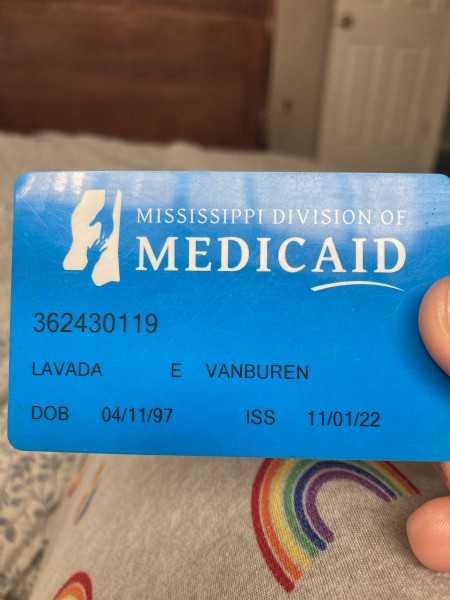 MISSISSIPPI DIVISION OF
MEDICAID
362430119
LAVADA E VANBUREN
DOB 04/11/97 ISS 11/01/22